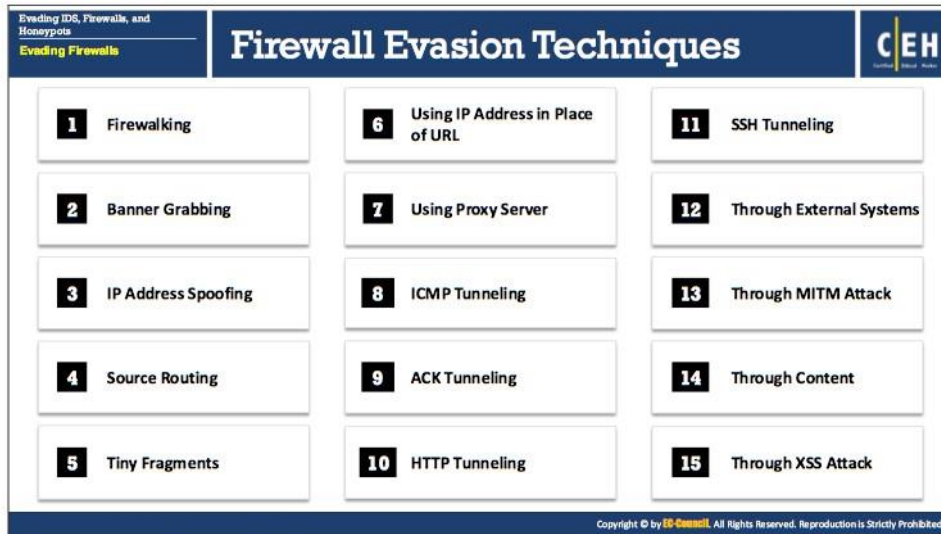 Evading IDS, Firewalls, and
Honeypots
Evading Firewalls
Firewall Evasion Techniques
CEH
Certified Ethical Hacker
1 Firewalking
2 Banner Grabbing
3 IP Address Spoofing
4 Source Routing
5 Tiny Fragments
6 Using IP Address in Place
of URL
7 Using Proxy Server
8 ICMP Tunneling
9 ACK Tunneling
10 HTTP Tunneling
11 SSH Tunneling
12 Through External Systems
13 Through MITM Attack
14 Through Content
15 Through XSS Attack
Copyright © by EC-Council. All Rights Reserved. Reproduction is Strictly Prohibited